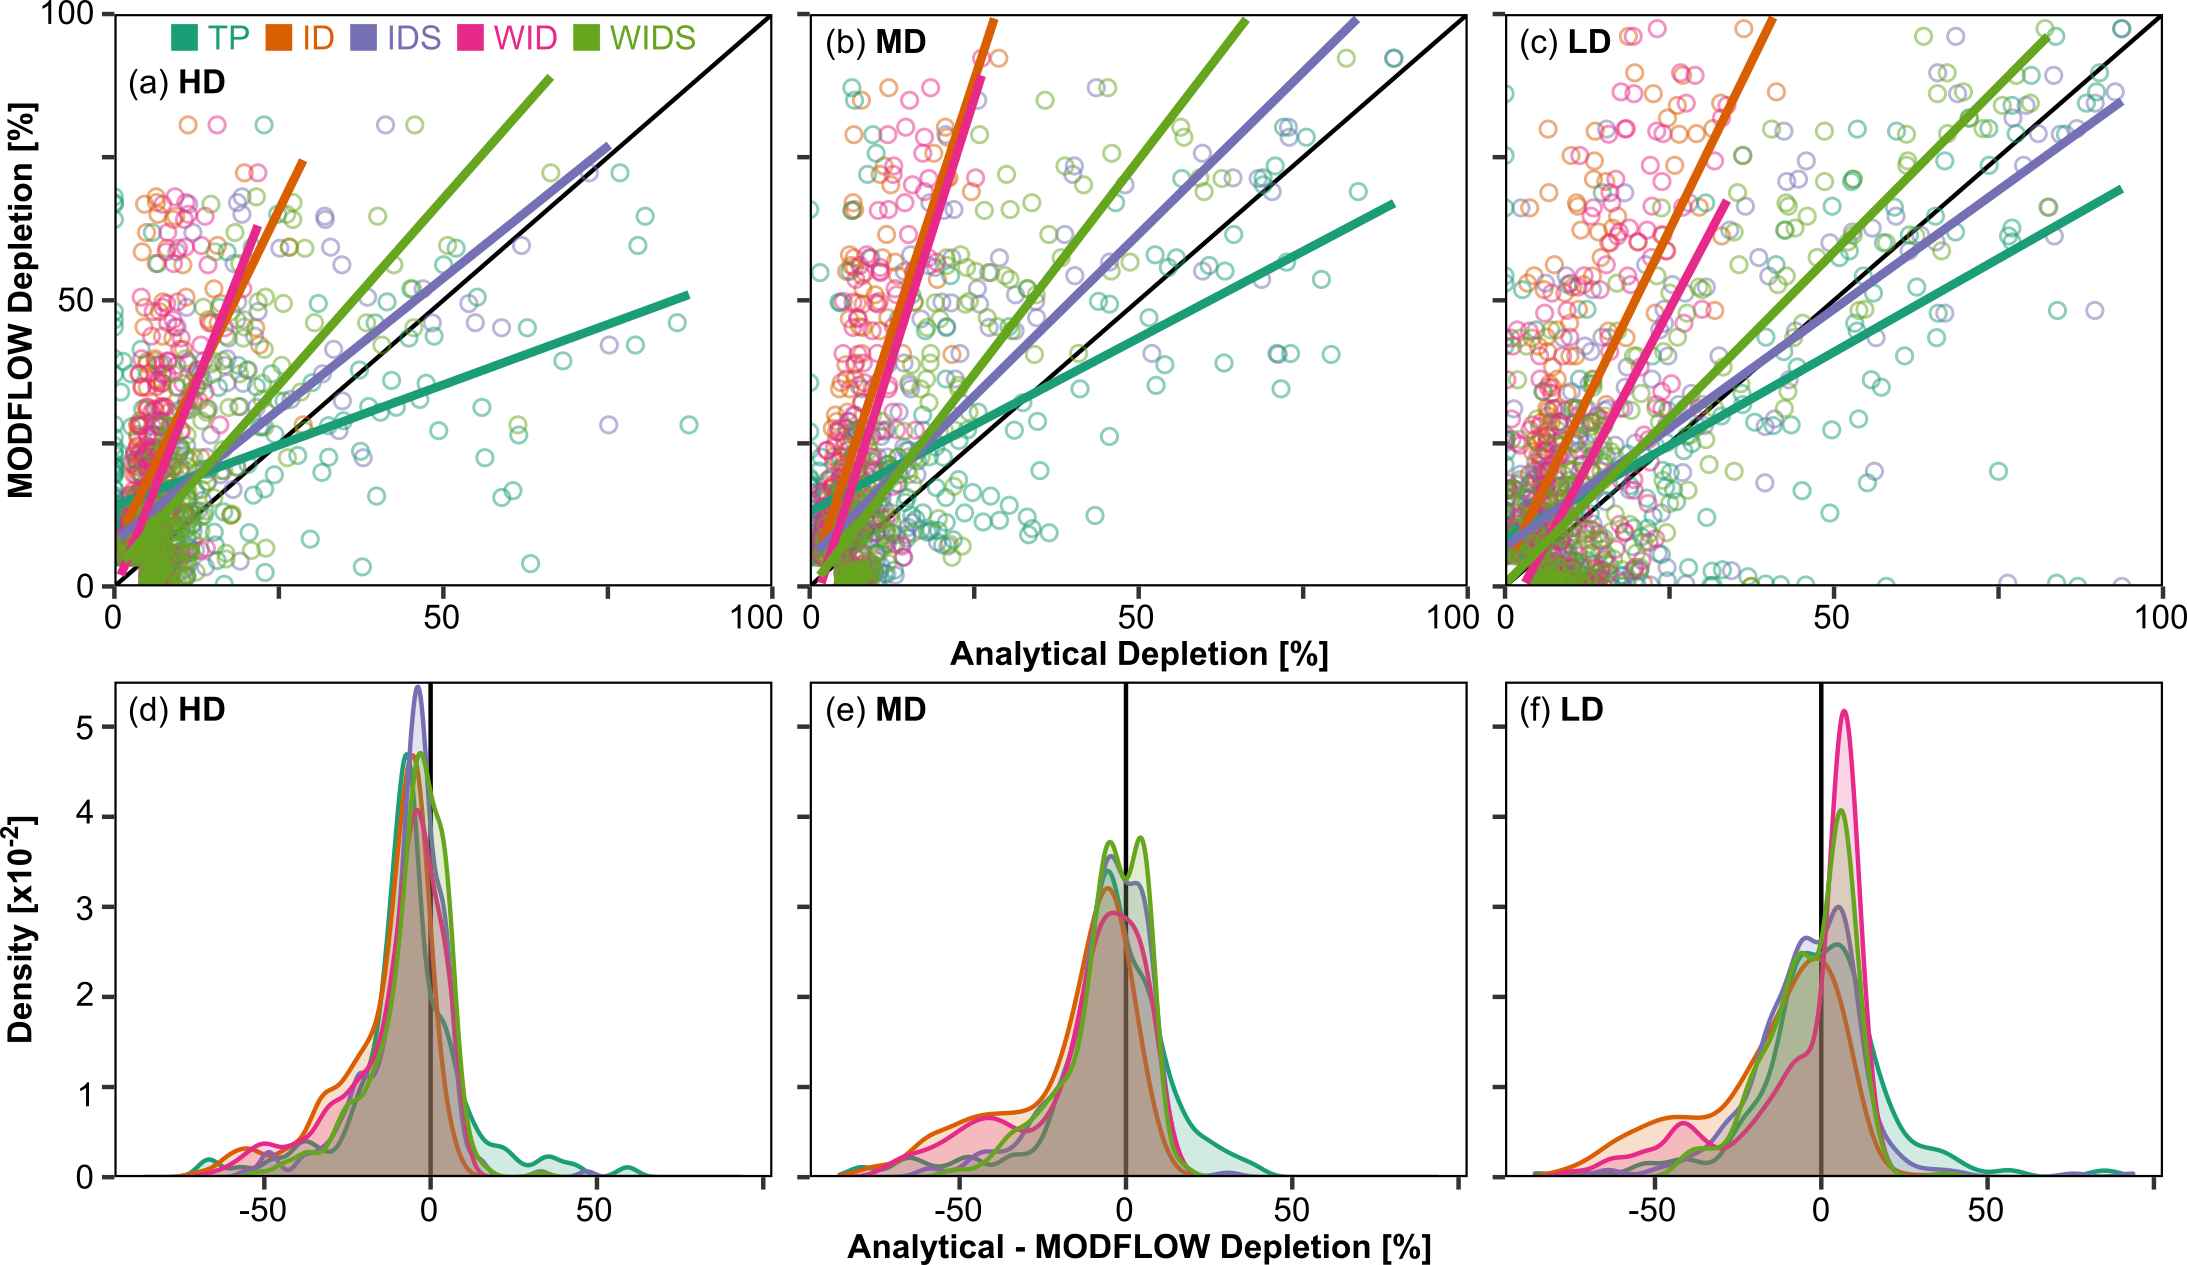 100
TP ID IDS WID WIDS
(a) HD
(b) MD
(c) LD
MODFLOW Depletion [%]
50
0
0 50 100
0 50 100
0 50 100
Analytical Depletion [%]
(d) HD
(e) MD
(f) LD
Density [x10-2]
5
4
3
2
1
0
-50 0 50
-50 0 50
-50 0 50
Analytical - MODFLOW Depletion [%]